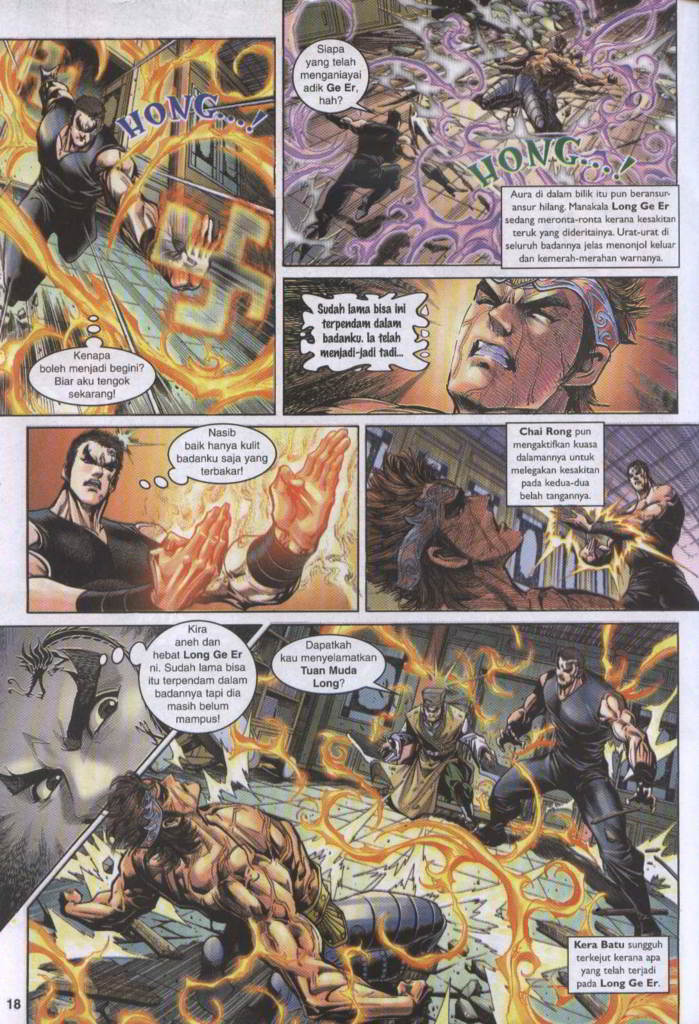 HONG....!
Kenapa
boleh menjadi begini?
Biar aku tengok
sekarang!
Siapa
yang telah
menganiayai
adik Ge Er,
hah?
HONG....!
Aura di dalam bilik itu pun beransur-
ansur hilang. Manakala Long Ge Er
sedang meronta-ronta kerana kesakitan
teruk yang dideritainya. Urat-urat di
seluruh badannya jelas menonjol keluar
dan kemerah-merahan warnanya.
Sudah lama bisa ini
terpendam dalam
badanku. Ia telah
menjadi-jadi tadi...
Nasib
baik hanya kulit
badanku saja yang
terbakar!
Chai Rong pun
mengaktifkan kuasa
dalamannya untuk
melegakan kesakitan
pada kedua-dua
belah tangannya.
Kira
aneh dan
hebat Long Ge Er
ni. Sudah lama bisa
itu terpendam dalam
badannya tapi dia
masih belum
mampus!
Dapatkah
kau menyelamatkan
Tuan Muda
Long?
Kera Batu sungguh
terkejut kerana apa
yang telah terjadi
pada Long Ge Er.
18